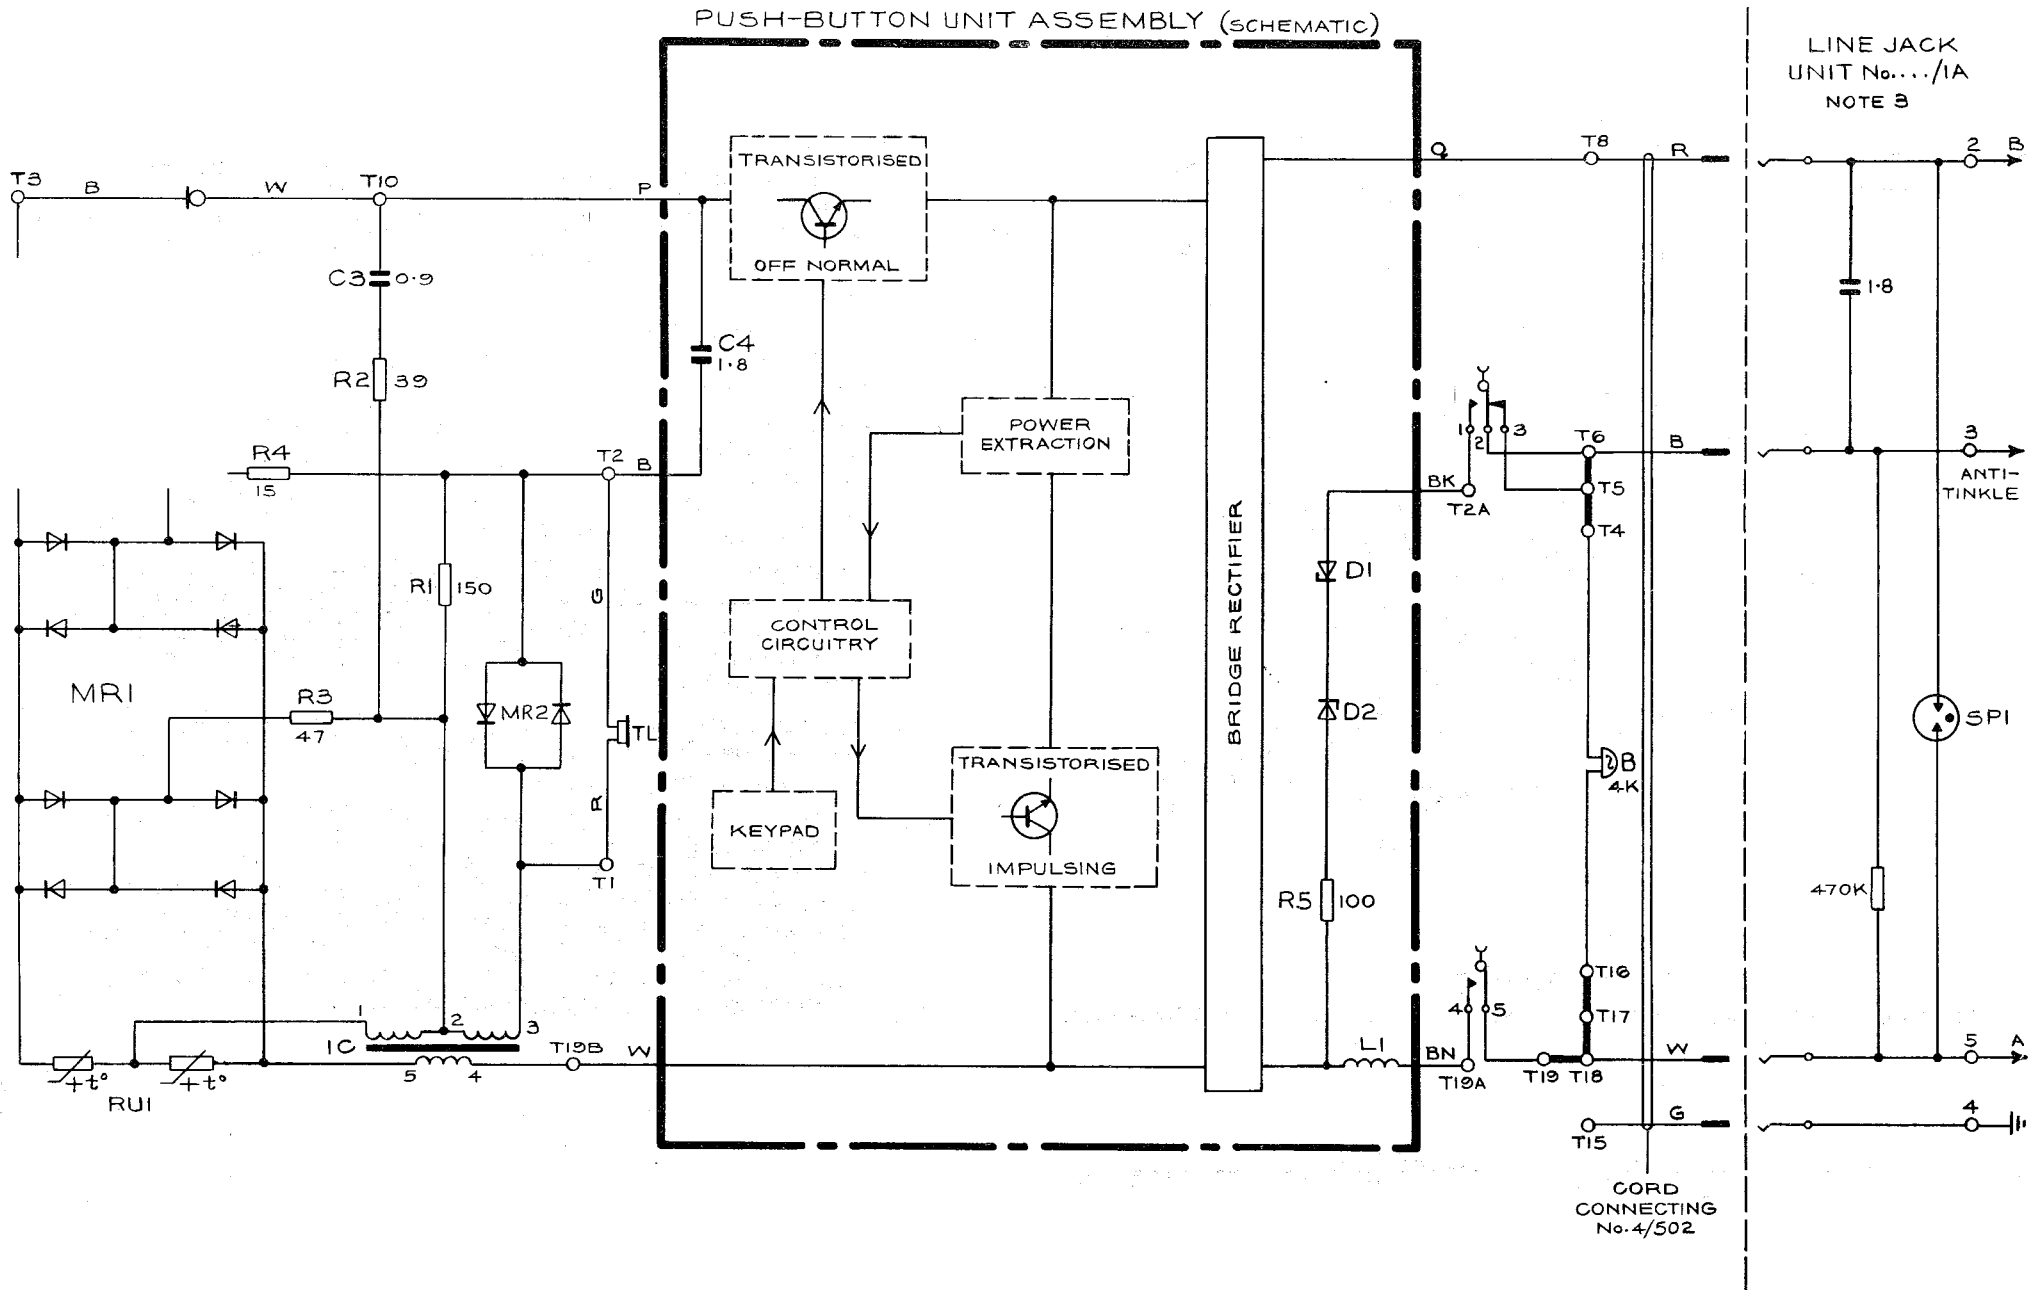 PUSH-BUTTON UNIT ASSEMBLY (SCHEMATIC)
LINE JACK
UNIT No..../1A
NOTE 3
T3
B
W
T10
P
TRANSISTORISED
OFF NORMAL
Q
T8
R
2
B
C3
0·9
C4
1·8
1·8
R2
39
POWER
EXTRACTION
1
2
3
T6
B
3
ANTI-
TINKLE
R4
15
T2
B
BK
T2A
T5
T4
R1
150
G
CONTROL
CIRCUITRY
BRIDGE RECTIFIER
D1
MR1
R3
47
MR2
TL
D2
SP1
TRANSISTORISED
IMPULSING
B
4K
R
KEYPAD
T1
R5
100
470K
T16
4
5
T17
1
2
3
1C
5
4
T19B
W
L1
BN
T19A
T19
T18
W
5
A
-+t°
-+t°
RU1
G
T15
4
CORD
CONNECTING
No.4/502